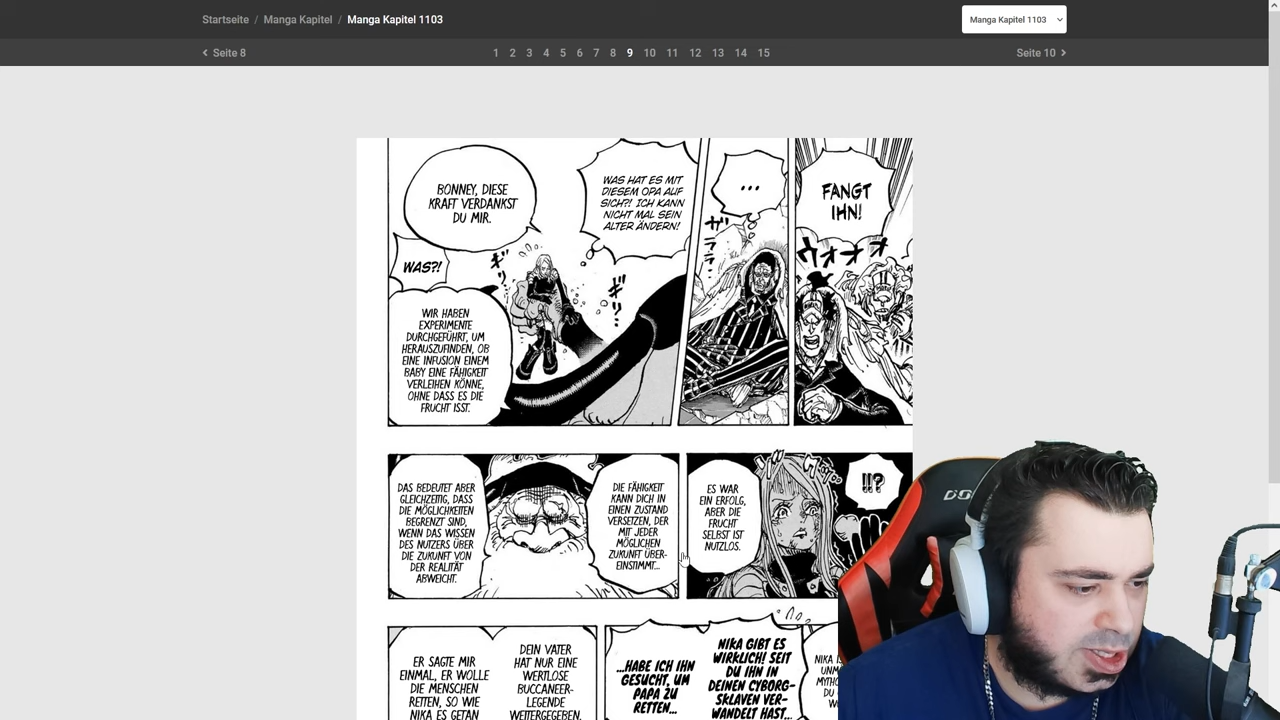 Startseite / Manga Kapitel / Manga Kapitel 1103
Manga Kapitel 1103
Seite 8
1 2 3 4 5 6 7 8 9 10 11 12 13 14 15
Seite 10
FANGT
IHN!
...
WAS HAT ES MIT
DIESEM OPA AUF
SICH?! ICH KANN
NICHT MAL SEIN
ALTER ÄNDERN!
BONNEY, DIESE
KRAFT VERDANKST
DU MIR.
WAS?!
WIR HABEN
EXPERIMENTE
DURCHGEFÜHRT, UM
HERAUSZUFINDEN, OB
EINE INFUSION EINEM
BABY EINE FÄHIGKEIT
VERLEIHEN KÖNNE,
OHNE DASS ES DIE
FRUCHT ISST.
!!?
ES WAR
EIN ERFOLG,
ABER DIE
FRUCHT
SELBST IST
NUTZLOS.
DIE FÄHIGKEIT
KANN DICH IN
EINEN ZUSTAND
VERSETZEN, DER
MIT JEDER
MÖGLICHEN
ZUKUNFT ÜBER-
EINSTIMMT...
DAS BEDEUTET ABER
GLEICHZEITIG, DASS
DIE MÖGLICHKEITEN
BEGRENZT SIND,
WENN DAS WISSEN
DES NUTZERS ÜBER
DIE ZUKUNFT VON
DER REALITÄT
ABWEICHT.
NIKA
NIKA GIBT ES
WIRKLICH! SEIT
DU IHN IN
DEINEN CYBORG-
SKLAVEN VER-
WANDELT HAST...
...HABE ICH IHN
GESUCHT, UM
PAPA ZU
RETTEN...
DEIN VATER
HAT NUR EINE
WERTLOSE
BUCCANEER-
LEGENDE
WEITERGEGEBEN.
ER SAGTE MIR
EINMAL, ER WOLLE
DIE MENSCHEN
RETTEN, SO WIE
NIKA ES GETAN